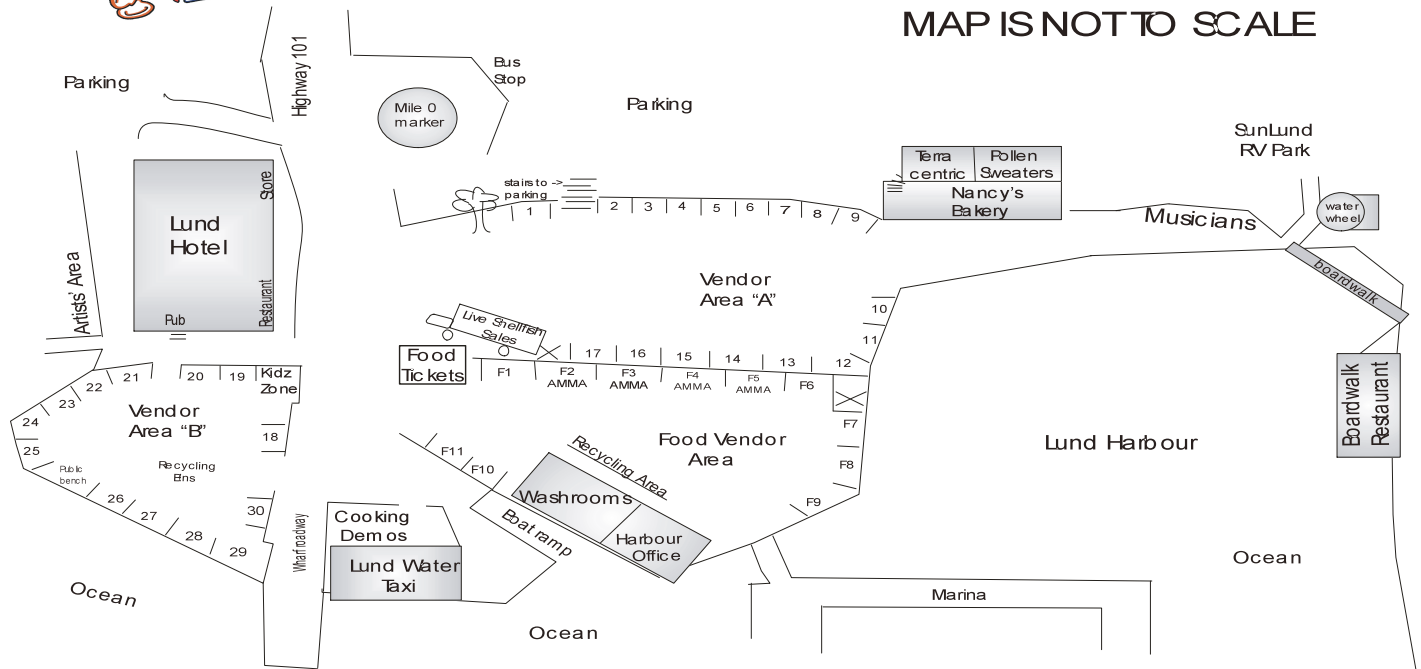 MAP IS NOT TO SCALE
Highway 101
Bus
Stop
Parking
Mile 0
marker
Parking
SunLund
RV Park
Terra
centric
Pollen
Sweaters
Nancy's
Bakery
stairs to ->
parking
1
2
3
4
5
6
7
8
9
Musicians
water
wheel
boardwalk
Store
Lund
Hotel
Restaurant
Pub
Artists' Area
Vendor
Area "A"
10
11
Live Shellfish
Sales
Food
Tickets
17
16
15
14
13
12
F1
F2
AMMA
F3
AMMA
F4
AMMA
F5
AMMA
F6
F7
F8
F9
F10
F11
Food Vendor
Area
Recycling Area
Washrooms
Harbour
Office
Boat ramp
Lund Harbour
Boardwalk
Restaurant
Kidz
Zone
18
19
20
21
22
23
24
25
26
27
28
29
30
Vendor
Area "B"
Recycling
Bins
Public
bench
Wharf roadway
Cooking
Demos
Lund Water
Taxi
Ocean
Ocean
Marina
Ocean